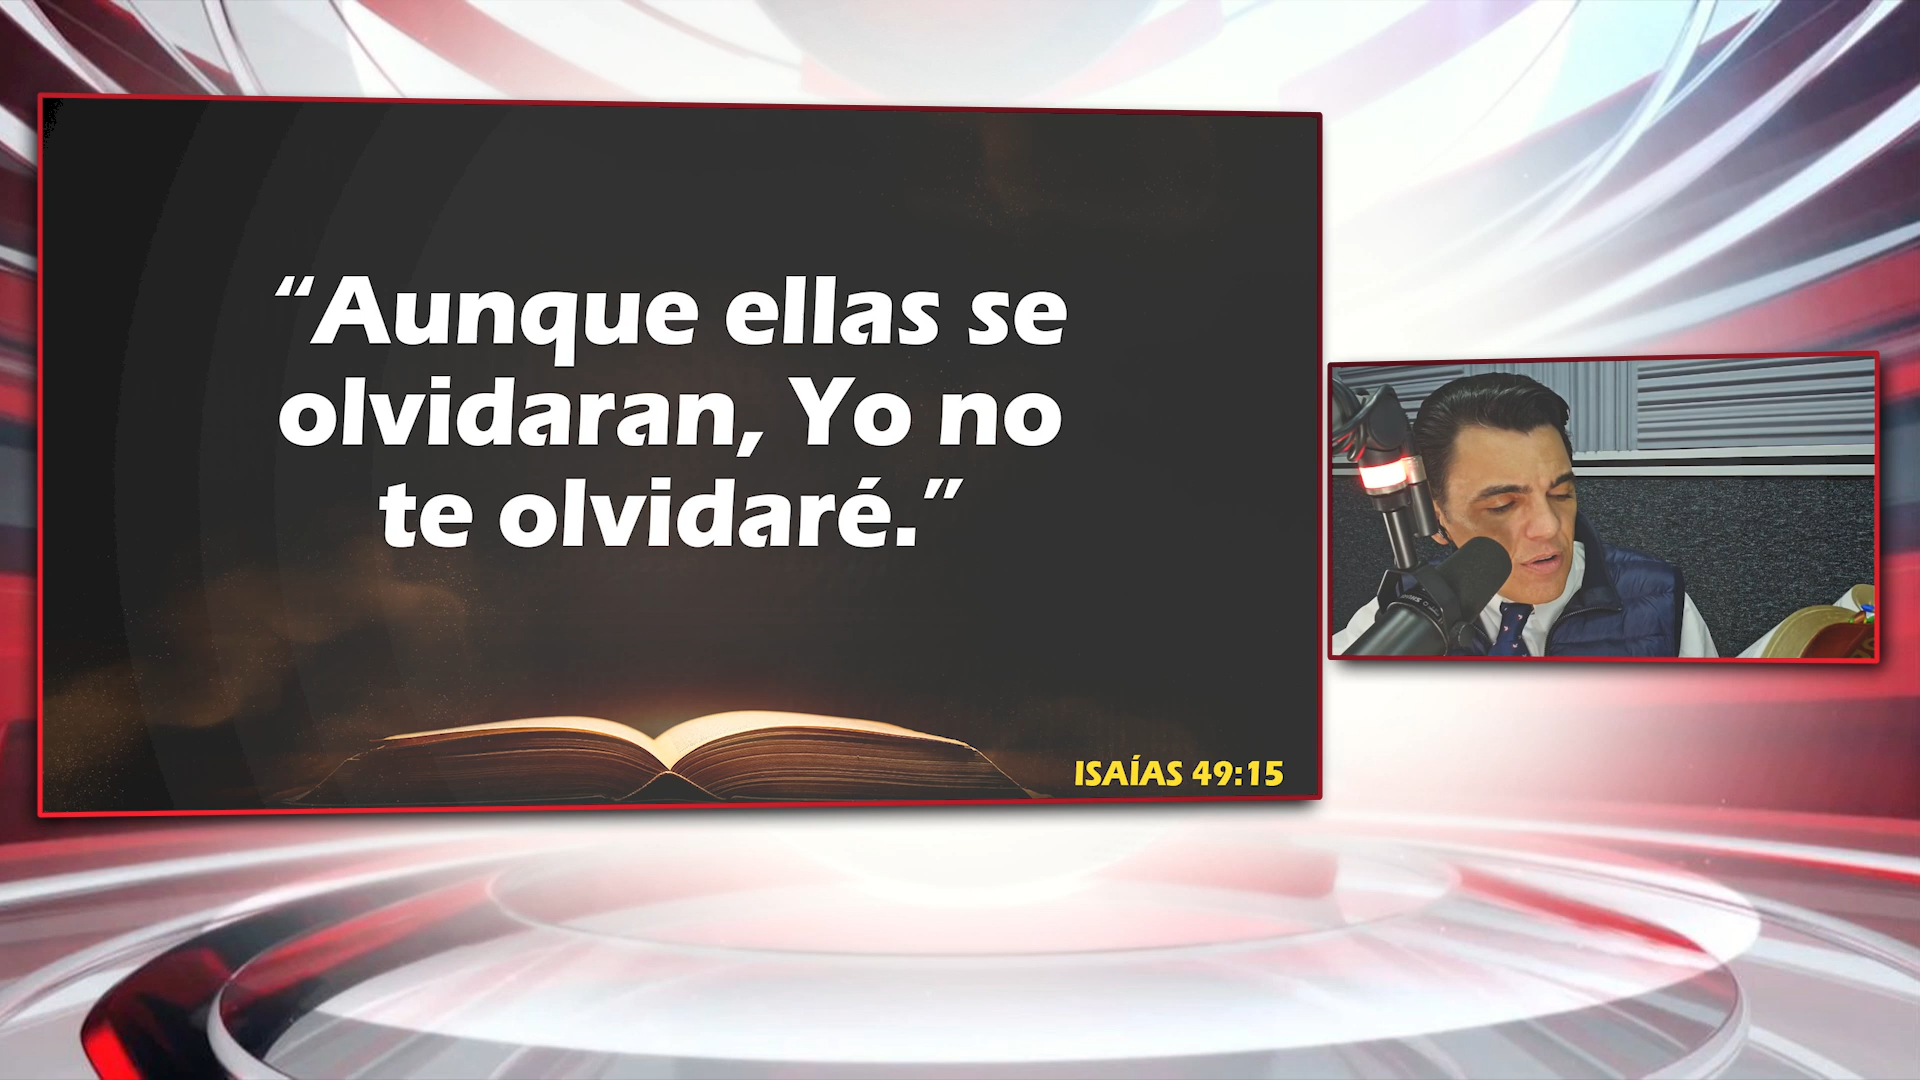 “Aunque ellas se
olvidaran, Yo no
te olvidaré.”
ISAÍAS 49:15